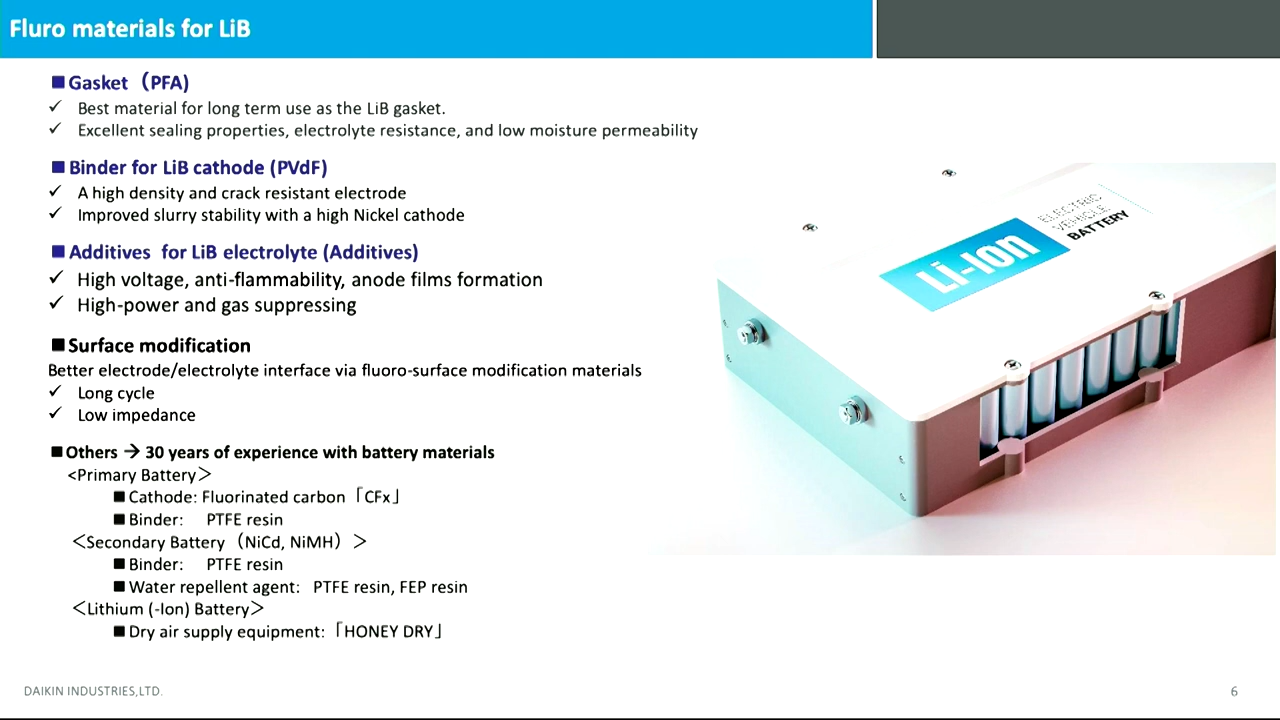 Fluro materials for LiB
■Gasket（PFA)
✓ Best material for long term use as the LiB gasket.
✓ Excellent sealing properties, electrolyte resistance, and low moisture permeability
■Binder for LiB cathode (PVdF)
✓ A high density and crack resistant electrode
✓ Improved slurry stability with a high Nickel cathode
■Additives for LiB electrolyte (Additives)
✓ High voltage, anti-flammability, anode films formation
✓ High-power and gas suppressing
■Surface modification
Better electrode/electrolyte interface via fluoro-surface modification materials
✓ Long cycle
✓ Low impedance
■Others → 30 years of experience with battery materials
<Primary Battery＞
■Cathode: Fluorinated carbon「CFx」
■Binder: PTFE resin
＜Secondary Battery（NiCd, NiMH）＞
■Binder: PTFE resin
■Water repellent agent: PTFE resin, FEP resin
＜Lithium (-Ion) Battery＞
■Dry air supply equipment:「HONEY DRY」
Li-Ion
ELECTRIC
VEHICLE
BATTERY
DAIKIN INDUSTRIES,LTD.
6